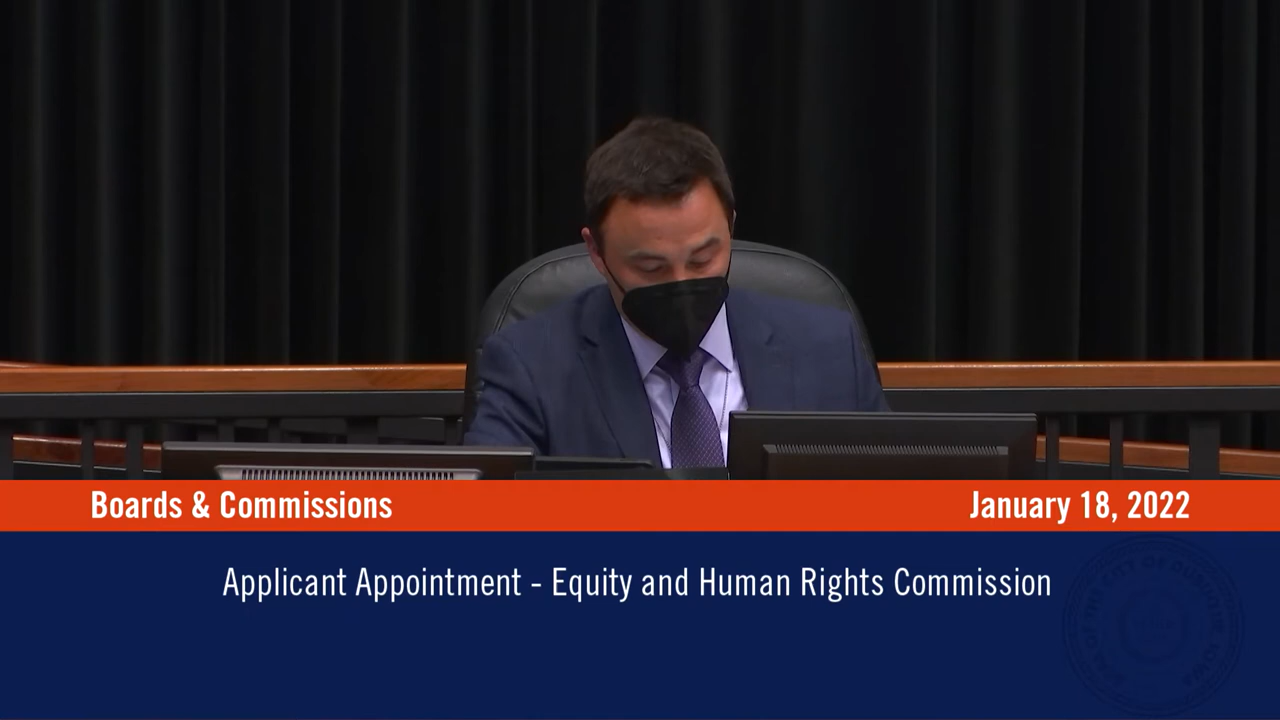 Boards & Commissions
January 18, 2022
Applicant Appointment - Equity and Human Rights Commission